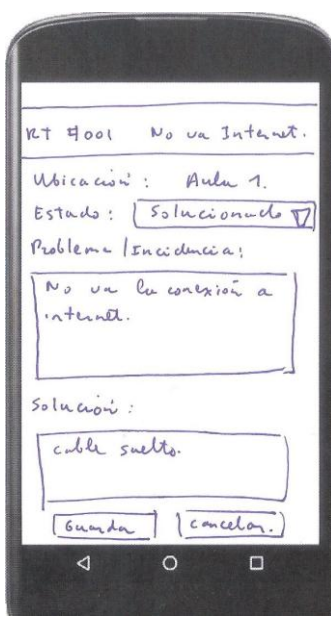 RT #001 No va Internet.
Ubicación: Aula 1.
Estado: Solucionado
Problema/Incidencia:
No va la conexión a
internet.
Solución:
cable suelto.
Guardar Cancelar.